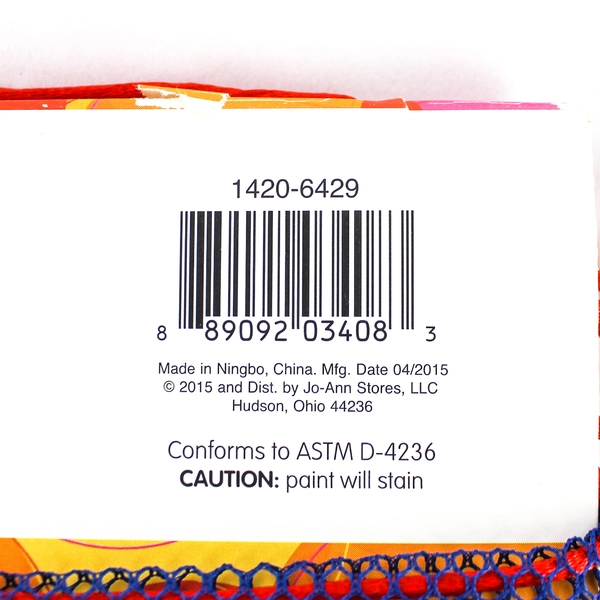 1420-6429
8 89092 03408 3
Made in Ningbo, China. Mfg. Date 04/2015
© 2015 and Dist. by Jo-Ann Stores, LLC
Hudson, Ohio 44236
Conforms to ASTM D-4236
CAUTION: paint will stain